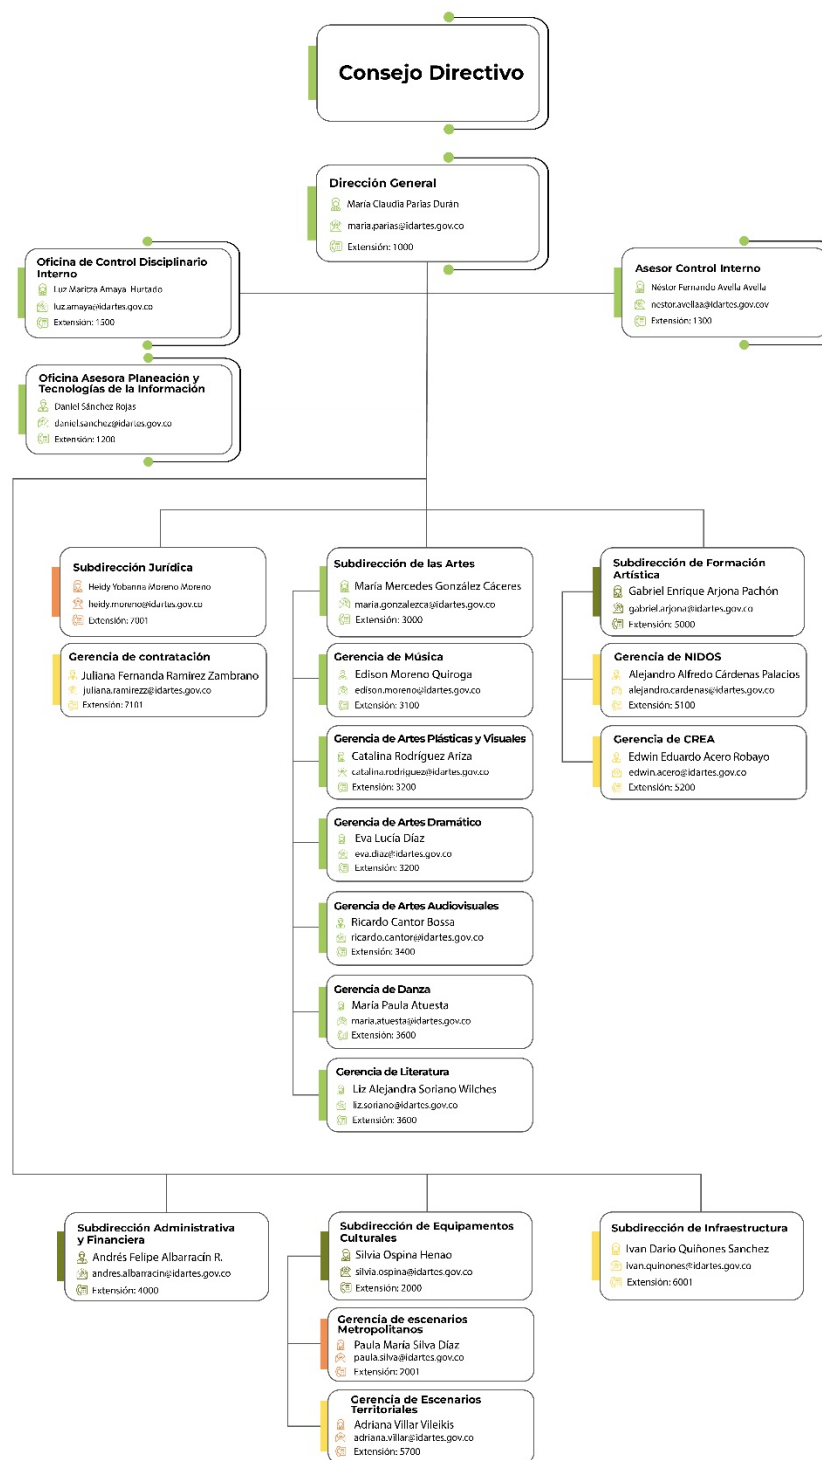 Consejo Directivo
Dirección General
María Claudia Parias Durán
maria.parias@idartes.gov.co
Extensión: 1000
Oficina de Control Disciplinario
Interno
Luz Maritza Amaya Hurtado
luz.amaya@idartes.gov.co
Extensión: 1500
Asesor Control Interno
Néstor Fernando Avella Avella
nestor.avellaa@idartes.gov.cov
Extensión: 1300
Oficina Asesora Planeación y
Tecnologías de la Información
Daniel Sánchez Rojas
daniel.sanchez@idartes.gov.co
Extensión: 1200
Subdirección Jurídica
Heidy Yobanna Moreno Moreno
heidy.moreno@idartes.gov.co
Extensión: 7001
Gerencia de contratación
Juliana Fernanda Ramirez Zambrano
juliana.ramirezz@idartes.gov.co
Extensión: 7101
Subdirección de las Artes
María Mercedes González Cáceres
maria.gonzalezca@idartes.gov.co
Extensión: 3000
Gerencia de Música
Edison Moreno Quiroga
edison.moreno@idartes.gov.co
Extensión: 3100
Gerencia de Artes Plásticas y Visuales
Catalina Rodríguez Ariza
catalina.rodriguez@idartes.gov.co
Extensión: 3200
Gerencia de Artes Dramático
Eva Lucía Díaz
eva.diaz@idartes.gov.co
Extensión: 3200
Gerencia de Artes Audiovisuales
Ricardo Cantor Bossa
ricardo.cantor@idartes.gov.co
Extensión: 3400
Gerencia de Danza
María Paula Atuesta
maria.atuesta@idartes.gov.co
Extensión: 3600
Gerencia de Literatura
Liz Alejandra Soriano Wilches
liz.soriano@idartes.gov.co
Extensión: 3600
Subdirección de Formación
Artística
Gabriel Enrique Arjona Pachón
gabriel.arjona@idartes.gov.co
Extensión: 5000
Gerencia de NIDOS
Alejandro Alfredo Cárdenas Palacios
alejandro.cardenas@idartes.gov.co
Extensión: 5100
Gerencia de CREA
Edwin Eduardo Acero Robayo
edwin.acero@idartes.gov.co
Extensión: 5200
Subdirección Administrativa
y Financiera
Andrés Felipe Albarracín R.
andres.albarracin@idartes.gov.co
Extensión: 4000
Subdirección de Equipamentos
Culturales
Silvia Ospina Henao
silvia.ospina@idartes.gov.co
Extensión: 2000
Gerencia de escenarios
Metropolitanos
Paula María Silva Díaz
paula.silva@idartes.gov.co
Extensión: 2001
Gerencia de Escenarios
Territoriales
Adriana Villar Vileikis
adriana.villar@idartes.gov.co
Extensión: 5700
Subdirección de Infraestructura
Ivan Dario Quiñones Sanchez
ivan.quinones@idartes.gov.co
Extensión: 6001